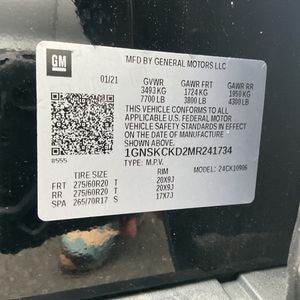 GM
MFD BY GENERAL MOTORS LLC
01/21 GVWR GAWR FRT GAWR RR
3493 KG 1724 KG 1950 KG
7700 LB 3800 LB 4300 LB
THIS VEHICLE CONFORMS TO ALL
APPLICABLE U.S. FEDERAL MOTOR
VEHICLE SAFETY STANDARDS IN EFFECT
ON THE DATE OF MANUFACTURE SHOWN ABOVE.
1GNSKCKD2MR241734
TYPE: M.P.V. MODEL: 24CK10906
TIRE SIZE RIM
FRT 275/60R20 T 20X9J
RR 275/60R20 T 20X9J
SPA 265/70R17 S 17X7J